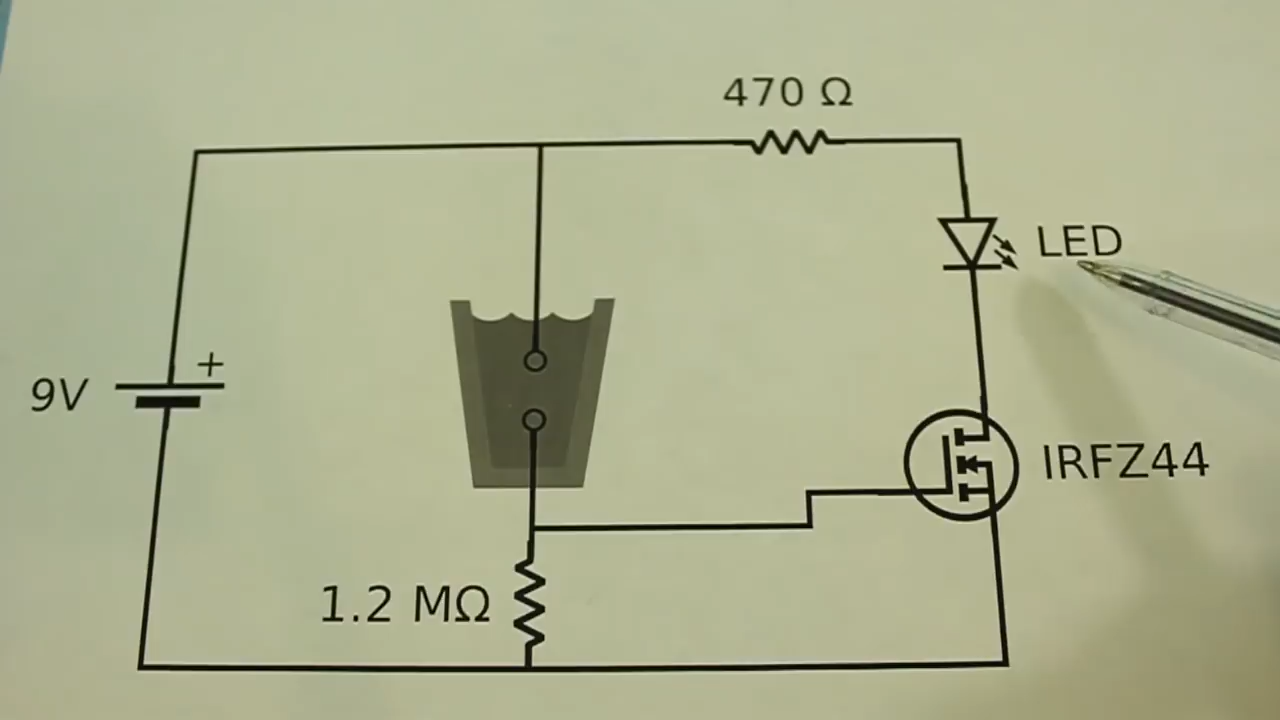 470 Ω
LED
+
9V
IRFZ44
1.2 MΩ